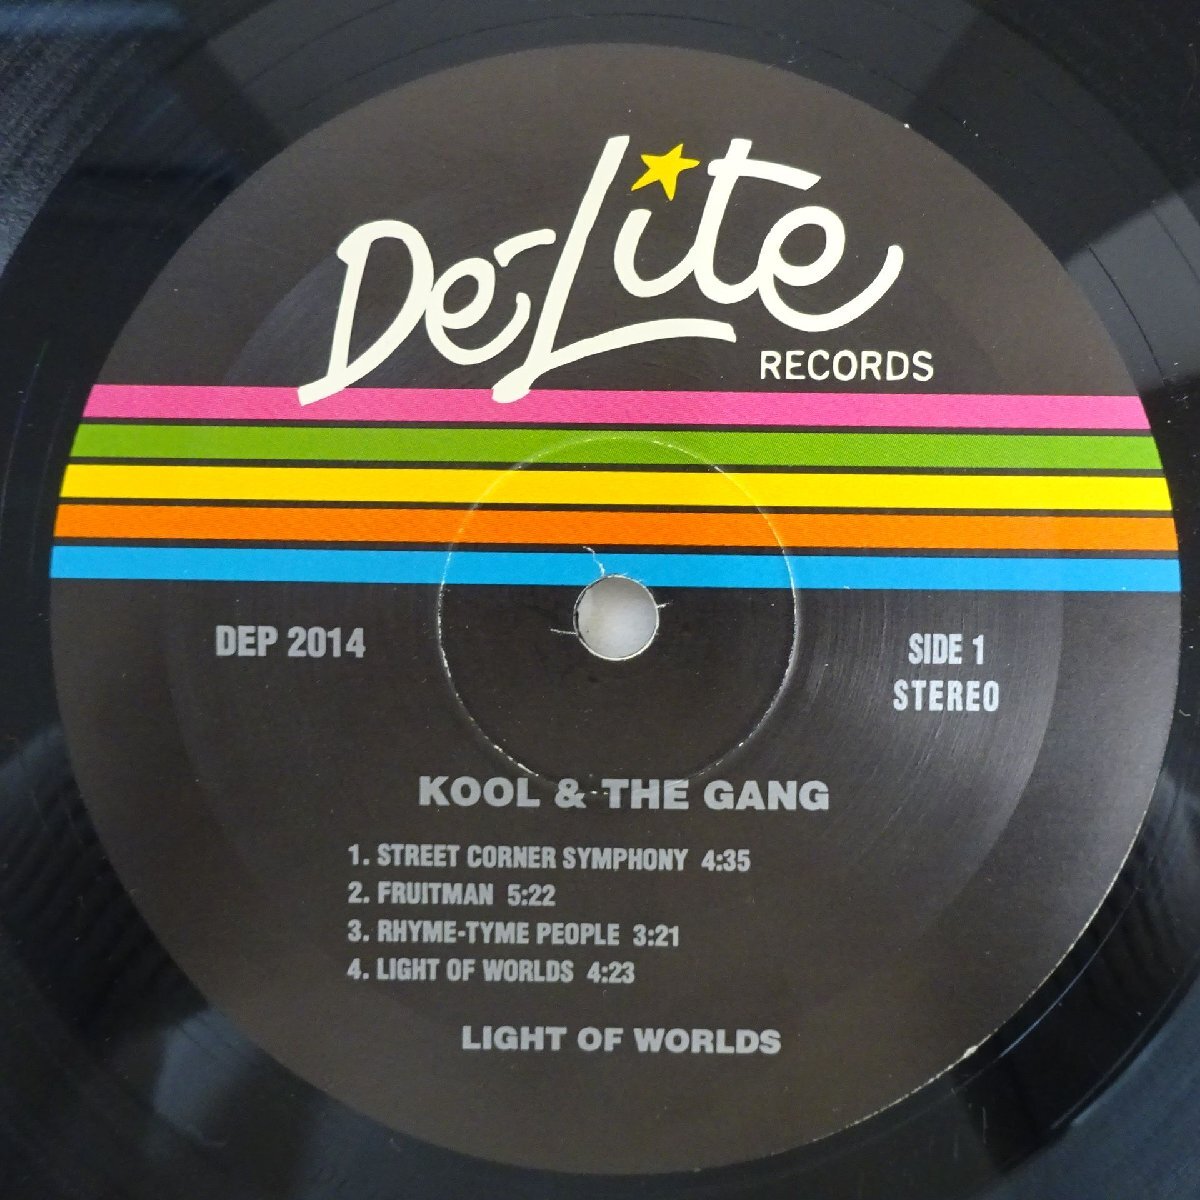 De-Lite
RECORDS
DEP 2014
SIDE 1
STEREO
KOOL & THE GANG
1. STREET CORNER SYMPHONY 4:35
2. FRUITMAN 5:22
3. RHYME-TYME PEOPLE 3:21
4. LIGHT OF WORLDS 4:23
LIGHT OF WORLDS